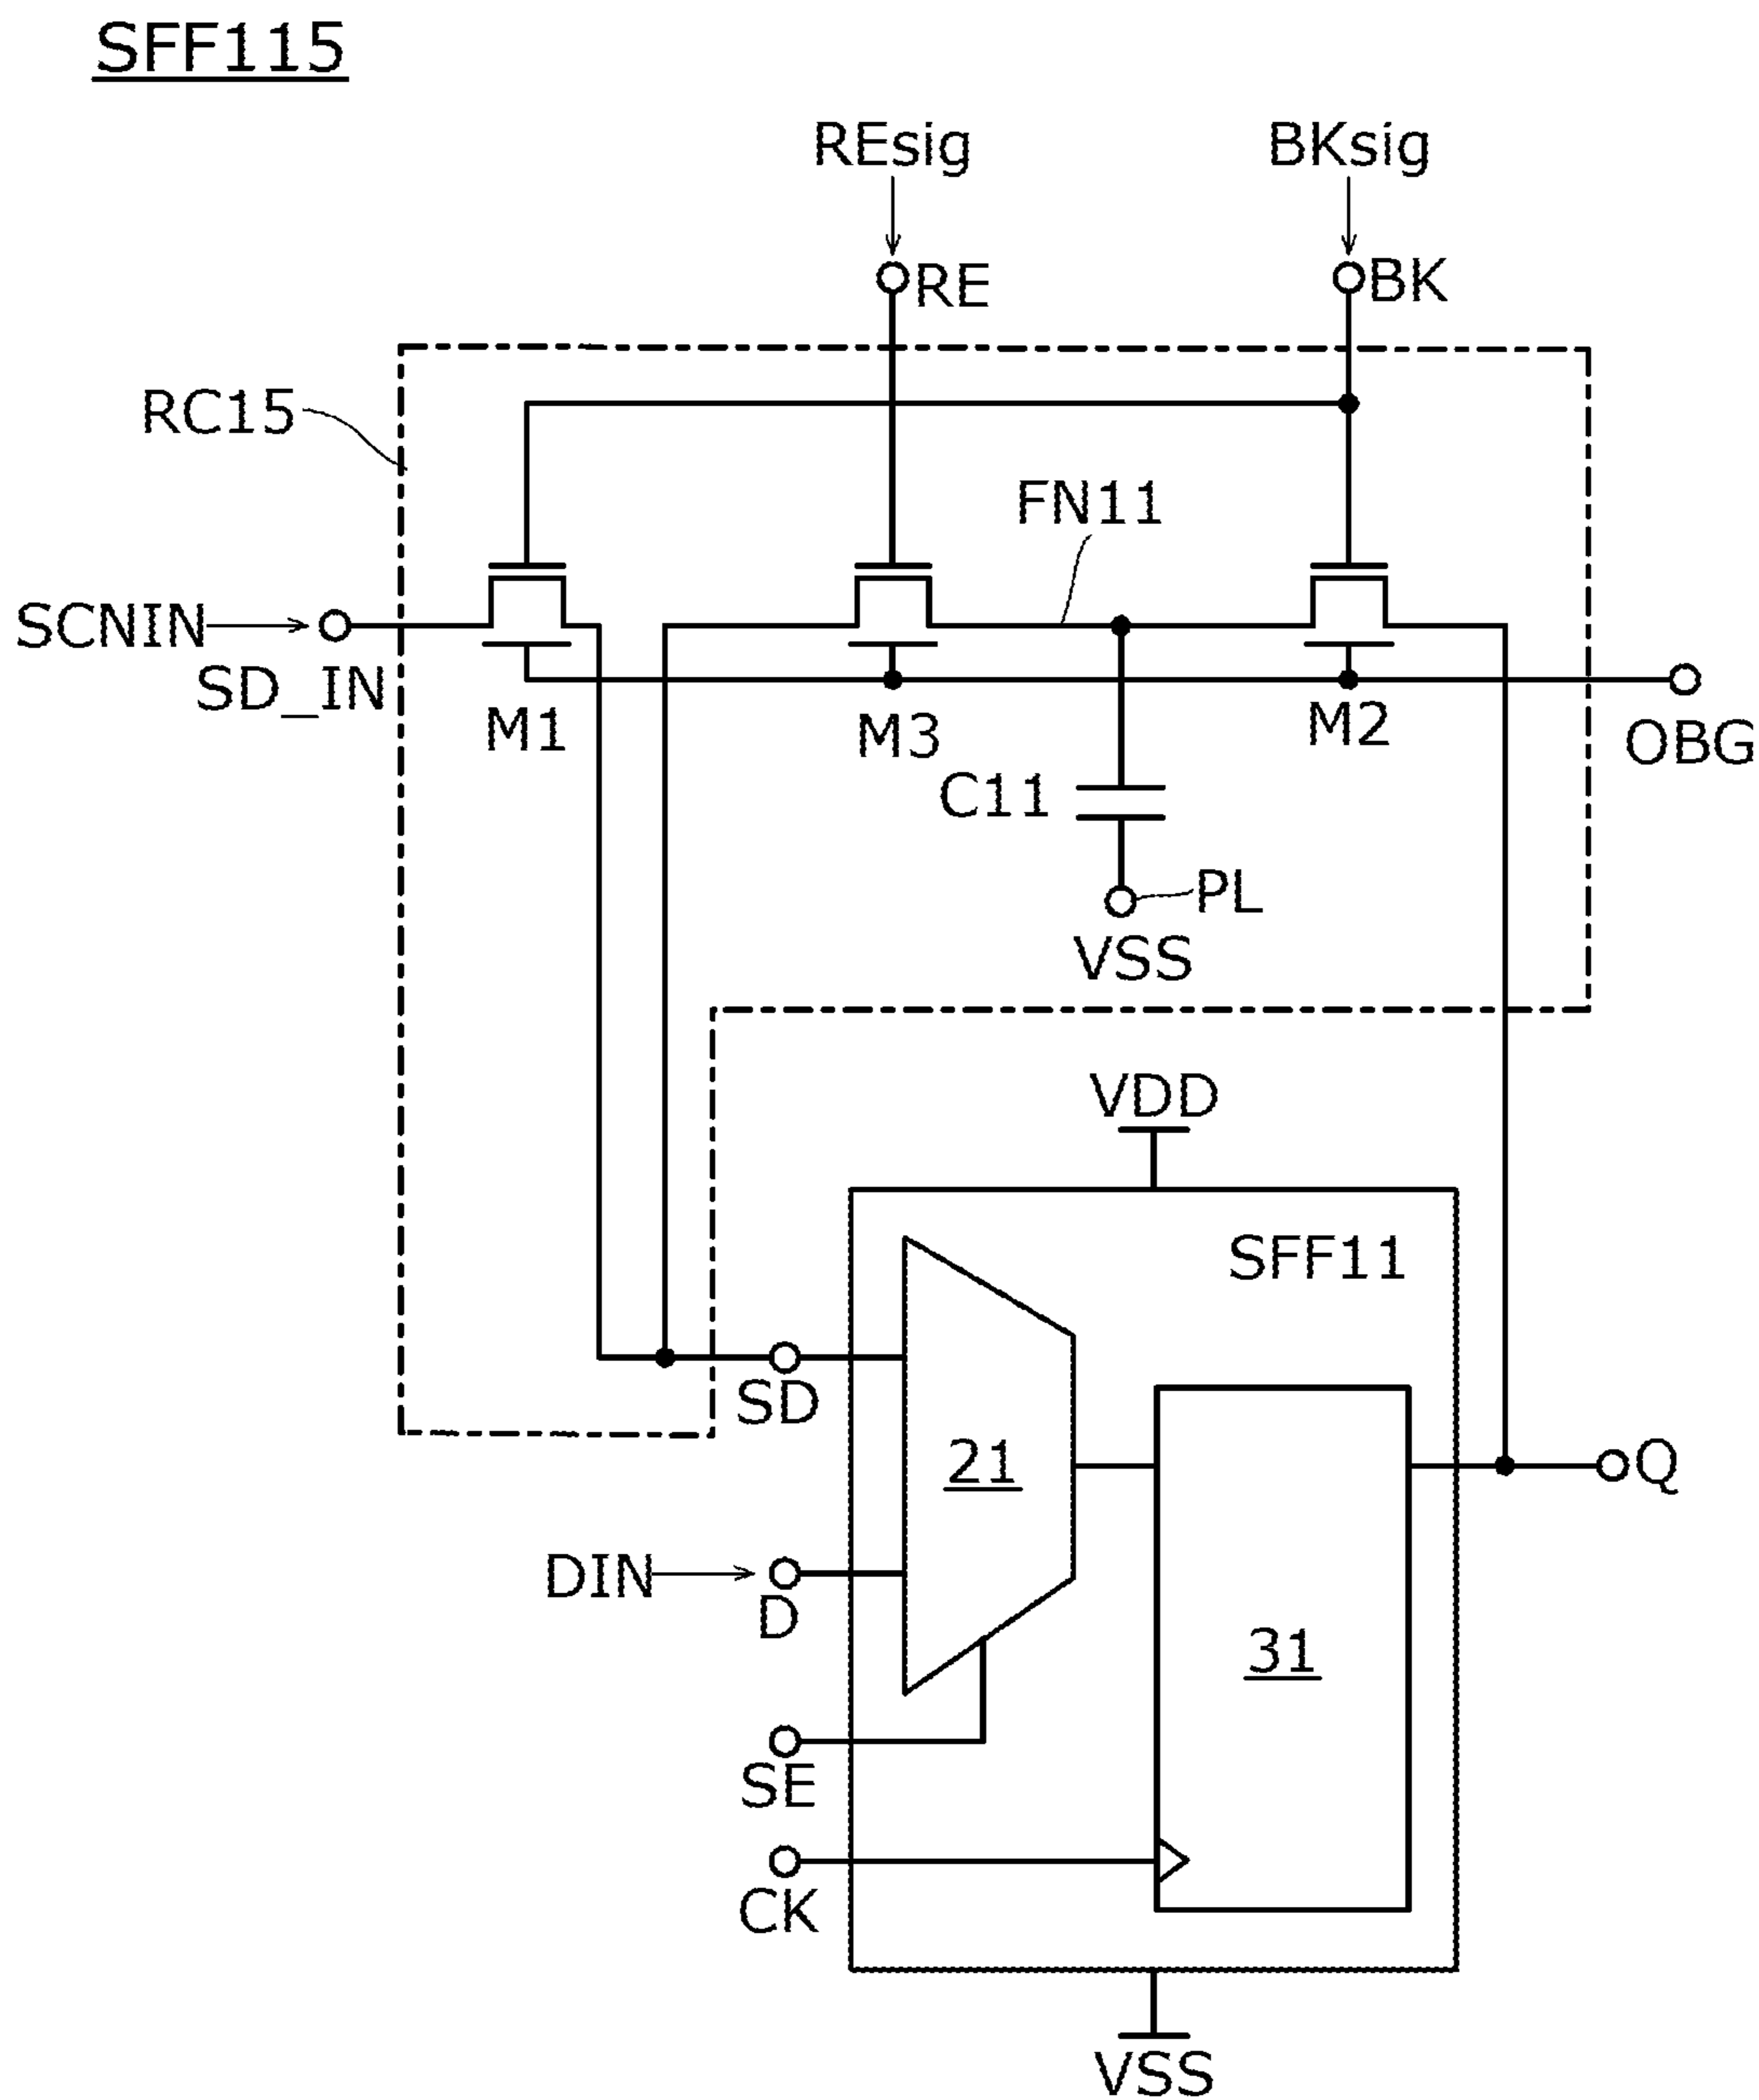 SFF115
REsig
BKsig
RE
BK
RC15
FN11
SCNIN
SD_IN
M1
M3
M2
OBG
C11
PL
VSS
VDD
SFF11
SD
21
Q
DIN
D
31
SE
CK
VSS